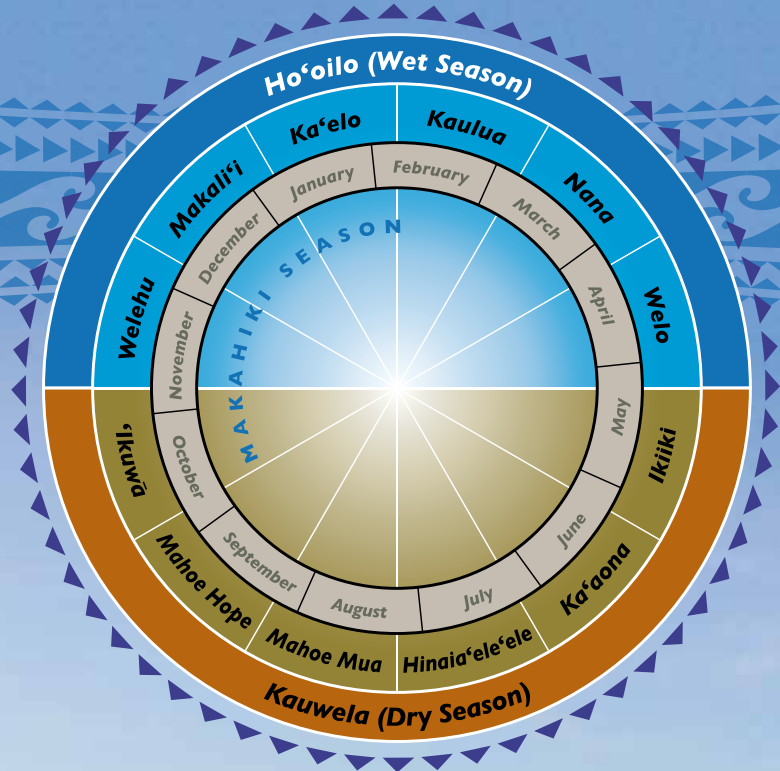 Hoʻoilo (Wet Season)
Kaʻelo
Kaulua
Nana
Welo
Ikiiki
Kaʻaona
Hinaiaʻeleʻele
Mahoe Mua
Mahoe Hope
ʻIkuwā
Welehu
Makaliʻi
January
February
March
April
May
June
July
August
September
October
November
December
MAKAHIKI SEASON
Kauwela (Dry Season)